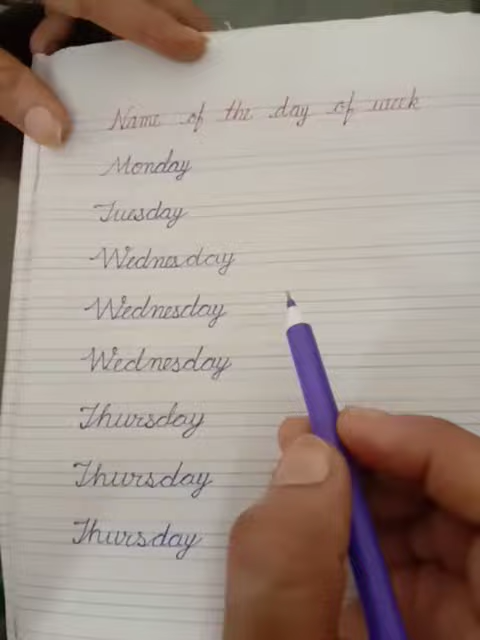 Name of the day of week
Monday
Tuesday
Wednesday
Wednesday
Wednesday
Thursday
Thursday
Thursday